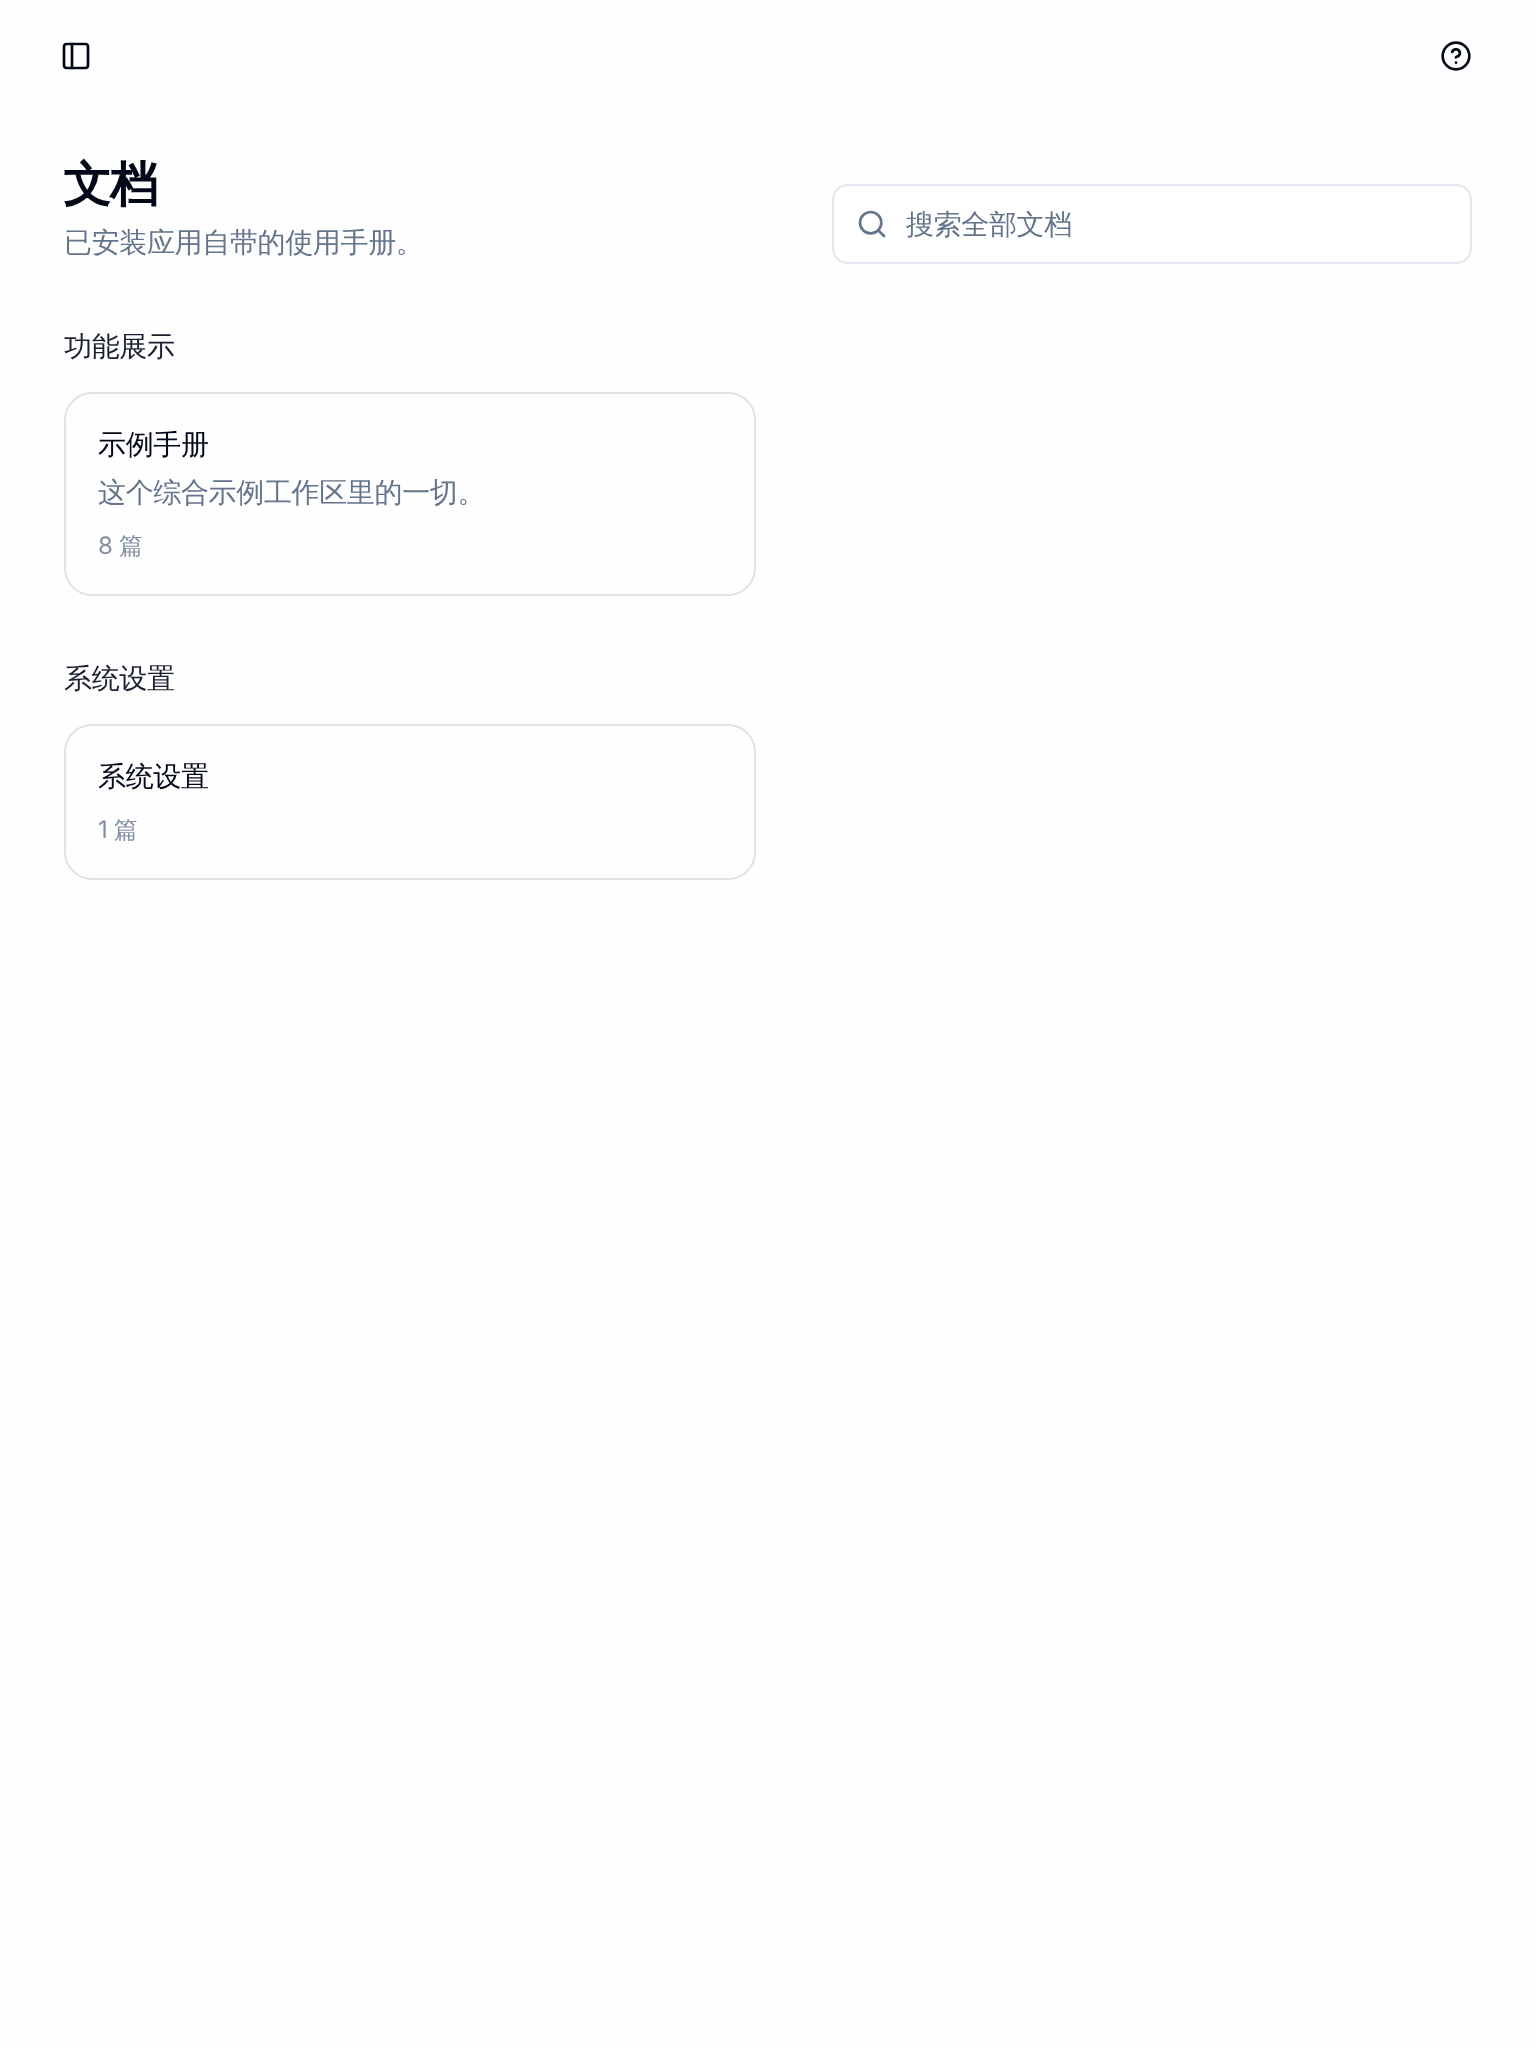 文档
已安装应用自带的使用手册。
搜索全部文档
功能展示
示例手册
这个综合示例工作区里的一切。
8 篇
系统设置
系统设置
1 篇